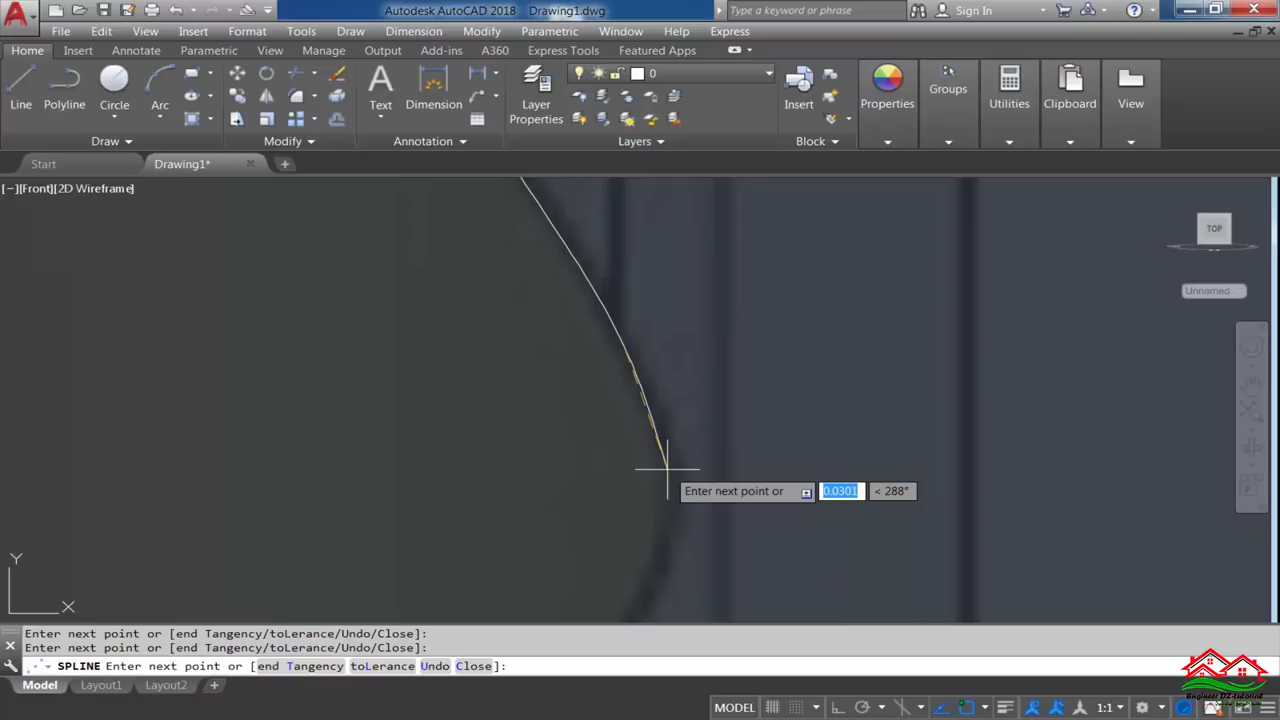 Autodesk AutoCAD 2018 Drawing1.dwg
Type a keyword or phrase
Sign In
File Edit View Insert Format Tools Draw Dimension Modify Parametric Window Help Express
Home Insert Annotate Parametric View Manage Output Add-ins A360 Express Tools Featured Apps
0
Line Polyline Circle Arc Text Dimension Layer Properties Insert Properties Groups Utilities Clipboard View
Draw Modify Annotation Layers Block
Start Drawing1*
[−][Front][2D Wireframe]
TOP
Unnamed
Enter next point or 0.0301 < 288°
Y
X
Enter next point or [end Tangency/toLerance/Undo/Close]:
Enter next point or [end Tangency/toLerance/Undo/Close]:
SPLINE Enter next point or [end Tangency toLerance Undo Close]:
Model Layout1 Layout2
Engineer DZ-tutorial
MODEL 1:1